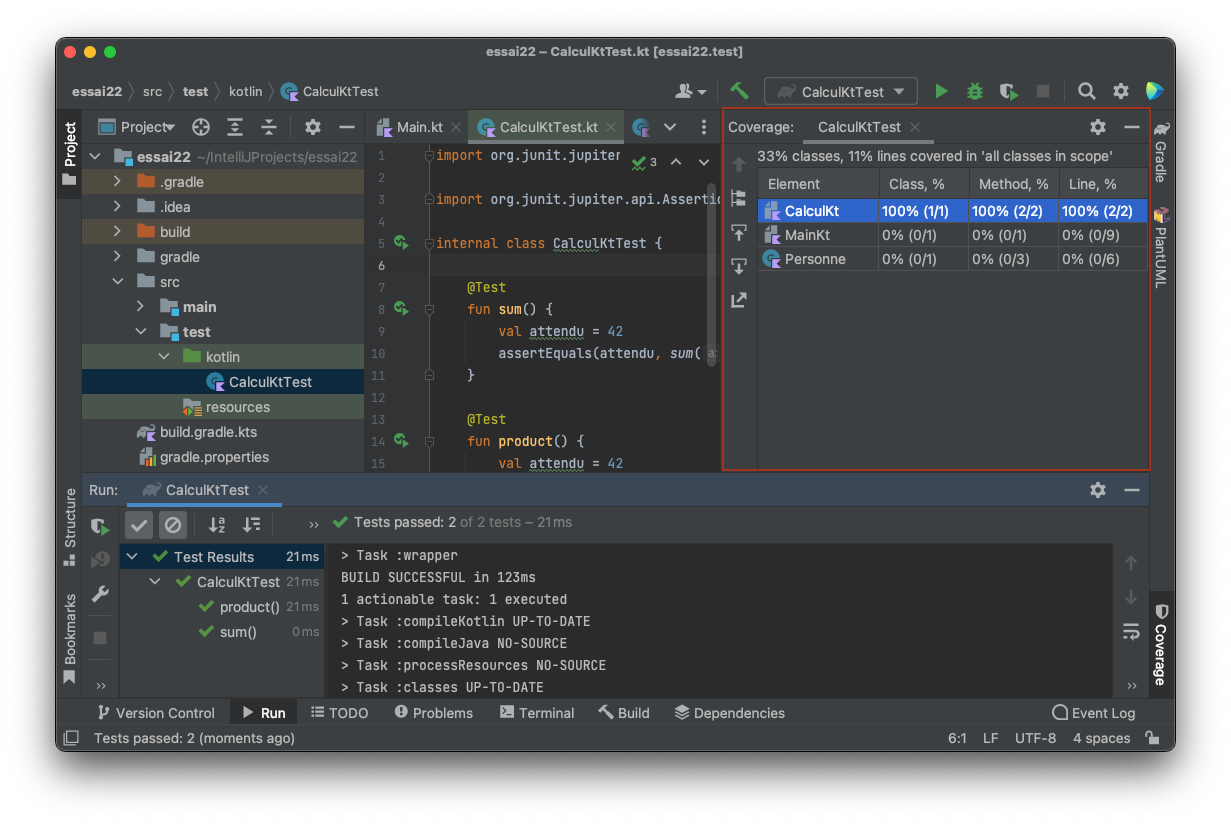 essai22 – CalculKtTest.kt [essai22.test]
essai22 src test kotlin CalculKtTest
CalculKtTest
Project
Project
essai22 ~/IntelliJProjects/essai22
.gradle
.idea
build
gradle
src
main
test
kotlin
CalculKtTest
resources
build.gradle.kts
gradle.properties
Main.kt
CalculKtTest.kt
3
1 import org.junit.jupiter
2
3 import org.junit.jupiter.api.Assertio
4
5 internal class CalculKtTest {
6
7 @Test
8 fun sum() {
9 val attendu = 42
10 assertEquals(attendu, sum( a:
11 }
12
13 @Test
14 fun product() {
15 val attendu = 42
Coverage: CalculKtTest
33% classes, 11% lines covered in 'all classes in scope'
Element Class, % Method, % Line, %
CalculKt 100% (1/1) 100% (2/2) 100% (2/2)
MainKt 0% (0/1) 0% (0/1) 0% (0/9)
Personne 0% (0/1) 0% (0/3) 0% (0/6)
Gradle
PlantUML
Structure
Bookmarks
Run: CalculKtTest
Tests passed: 2 of 2 tests – 21 ms
Test Results 21 ms
CalculKtTest 21 ms
product() 21 ms
sum() 0 ms
> Task :wrapper
BUILD SUCCESSFUL in 123ms
1 actionable task: 1 executed
> Task :compileKotlin UP-TO-DATE
> Task :compileJava NO-SOURCE
> Task :processResources NO-SOURCE
> Task :classes UP-TO-DATE
Coverage
Version Control Run TODO Problems Terminal Build Dependencies Event Log
Tests passed: 2 (moments ago) 6:1 LF UTF-8 4 spaces